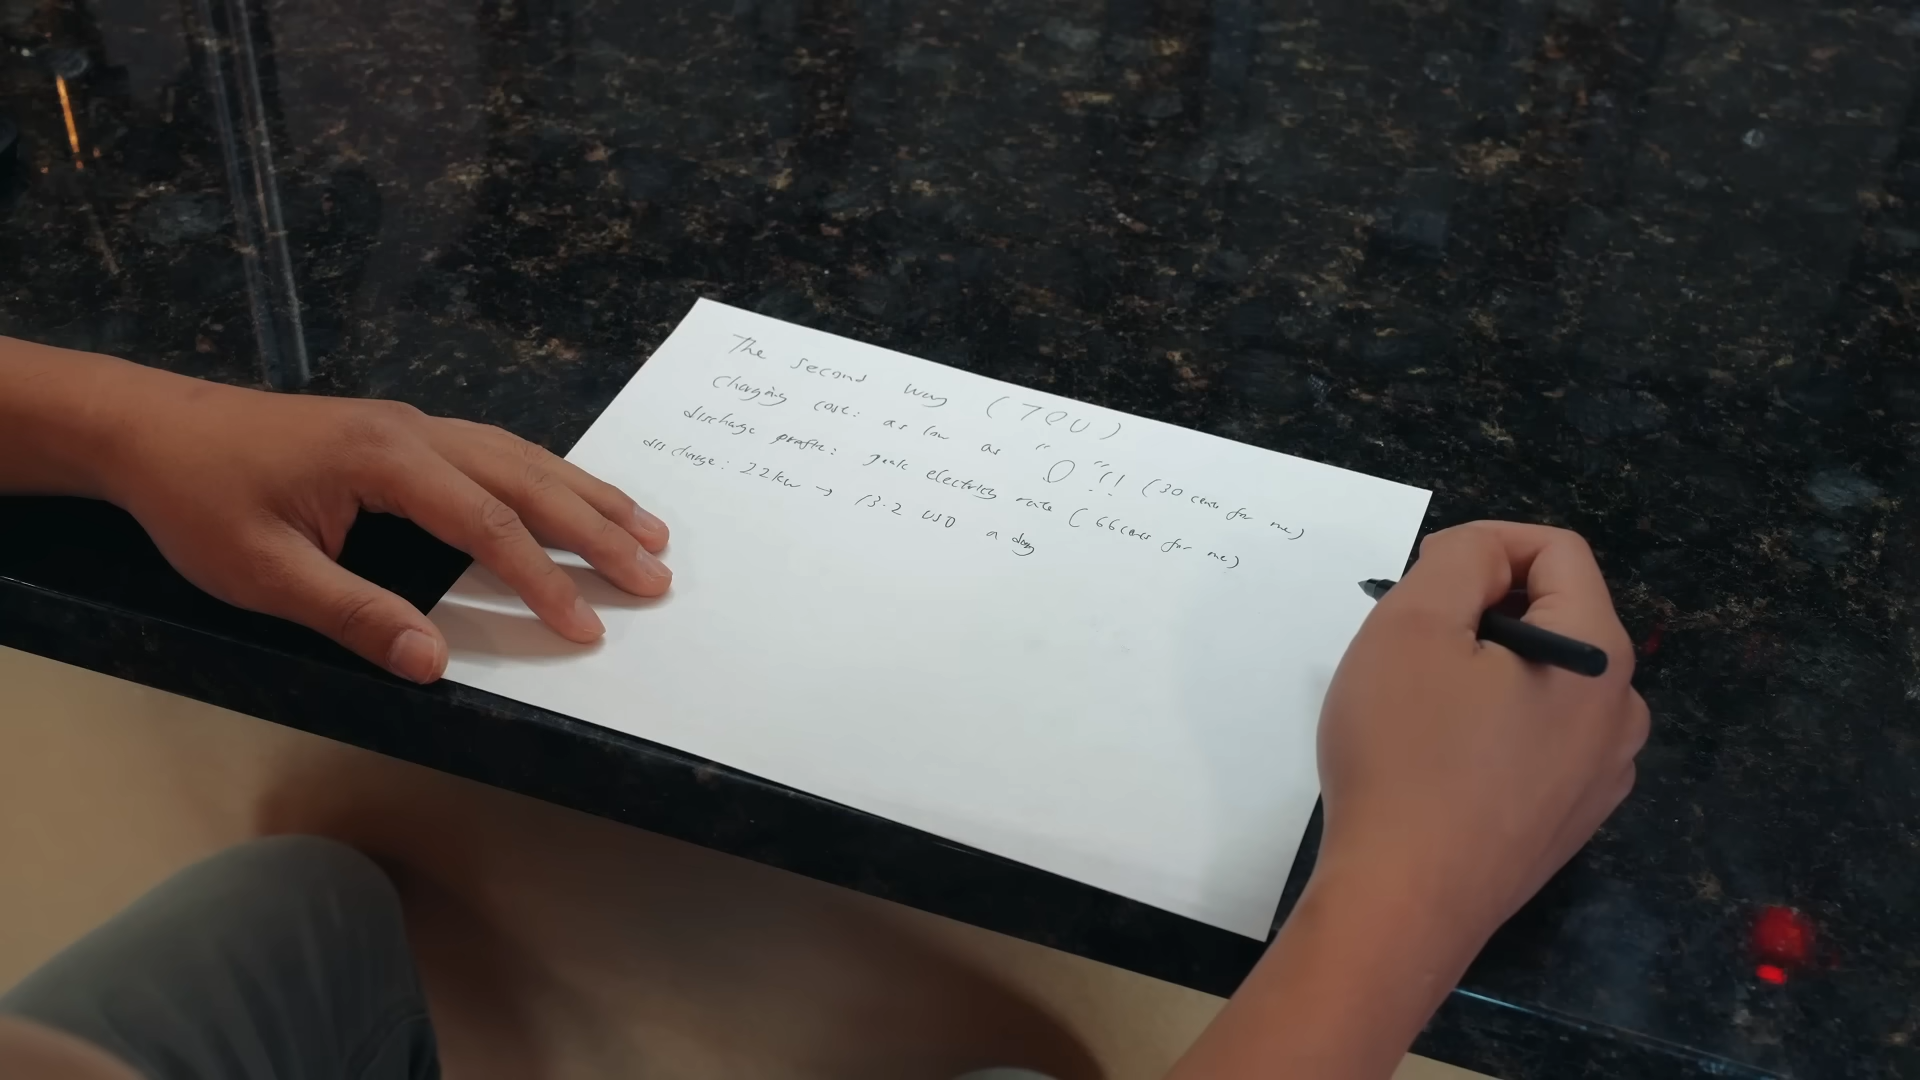 The second way (TOU)
Charging cost: as low as "0"!! (30 cents for me)
discharge profit: peak electricity rate (66 cents for me)
discharge: 22kw → 13.2 USD a day